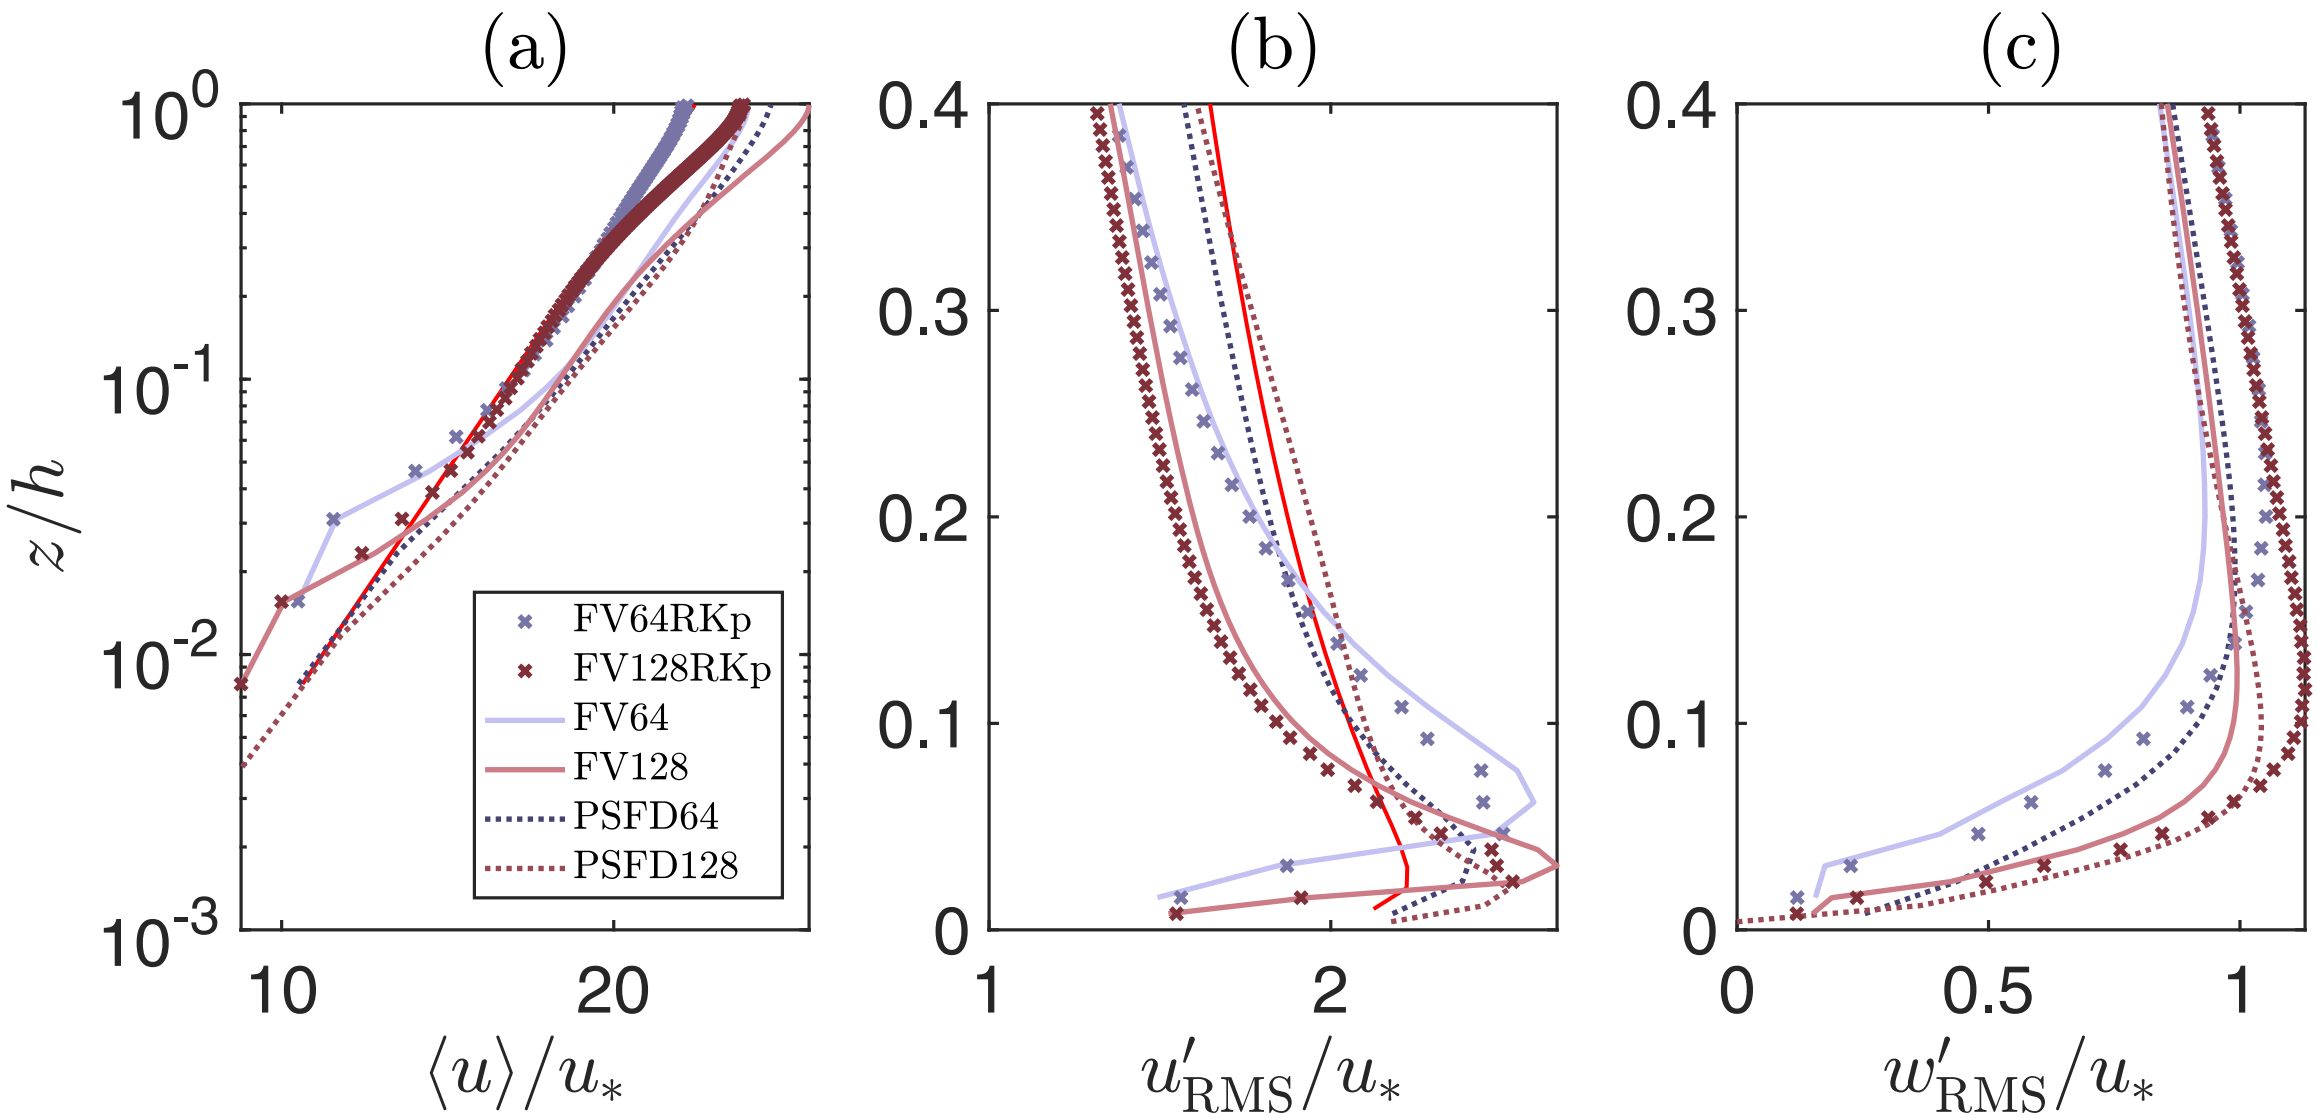 (a)
(b)
(c)
z/h
10^0
10^-1
10^-2
10^-3
10
20
⟨u⟩/u_*
FV64RKp
FV128RKp
FV64
FV128
PSFD64
PSFD128
0.4
0.3
0.2
0.1
0
1
2
u'_RMS/u_*
0.4
0.3
0.2
0.1
0
0
0.5
1
w'_RMS/u_*